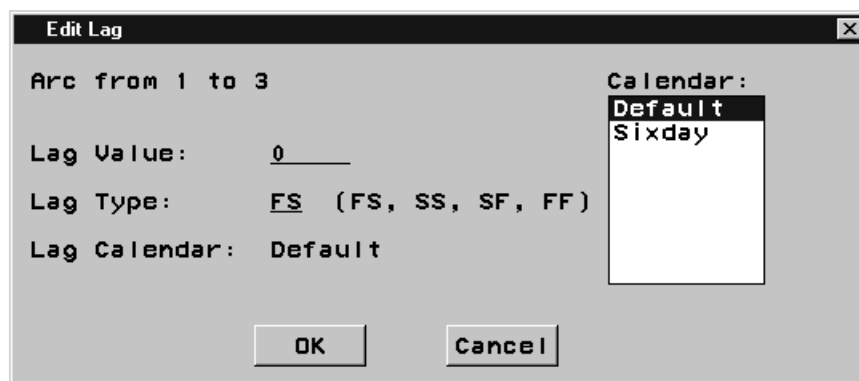 Edit Lag
Arc from 1 to 3
Lag Value: 0
Lag Type: FS (FS, SS, SF, FF)
Lag Calendar: Default
Calendar:
Default
Sixday
OK
Cancel